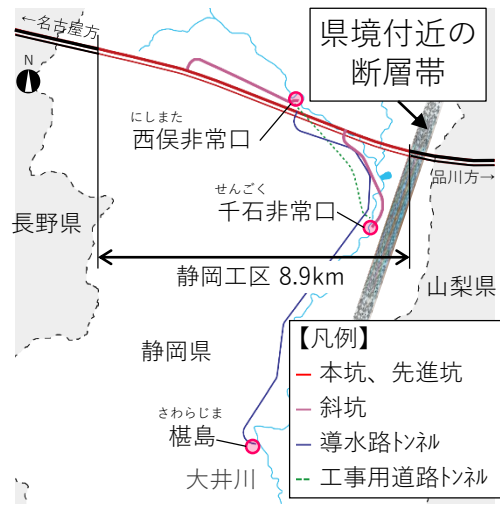 ←名古屋方
県境付近の
断層帯
N
にしまた
西俣非常口
品川方→
せんごく
千石非常口
長野県
静岡工区 8.9km
山梨県
静岡県
【凡例】
本坑、先進坑
斜坑
導水路トンネル
工事用道路トンネル
さわらじま
椹島
大井川